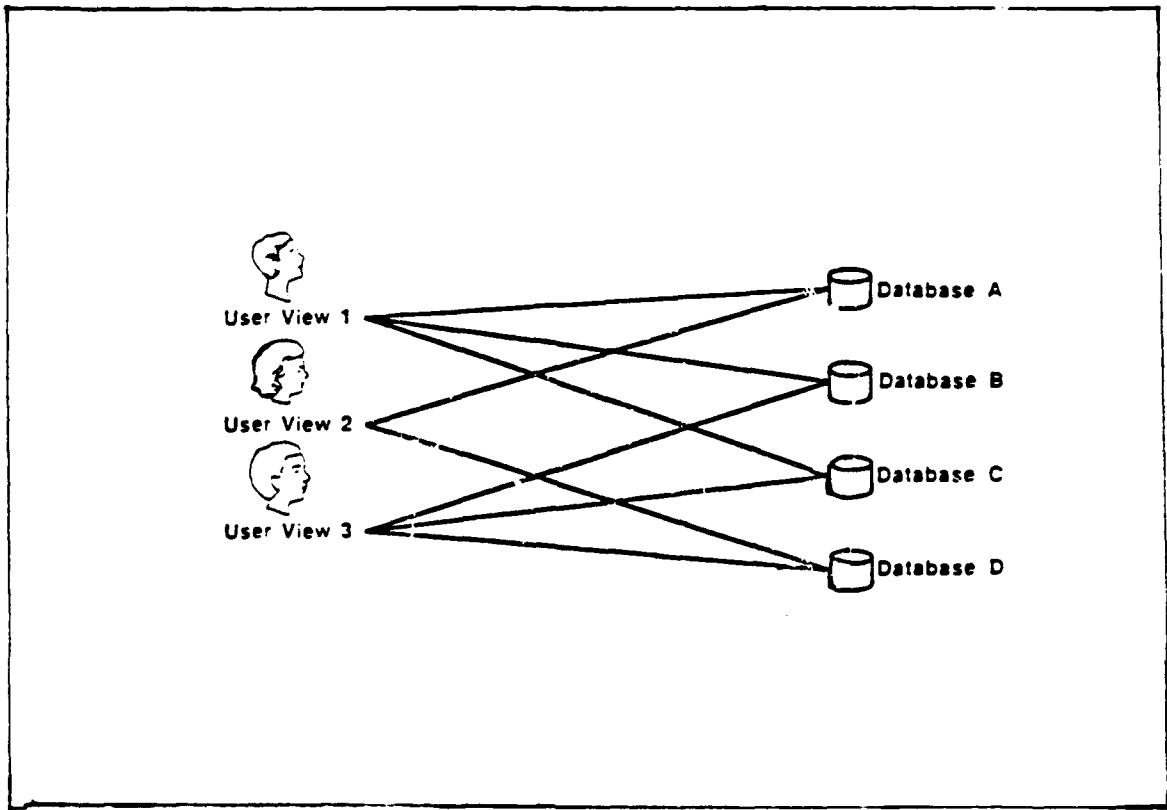 User View 1
User View 2
User View 3
Database A
Database B
Database C
Database D